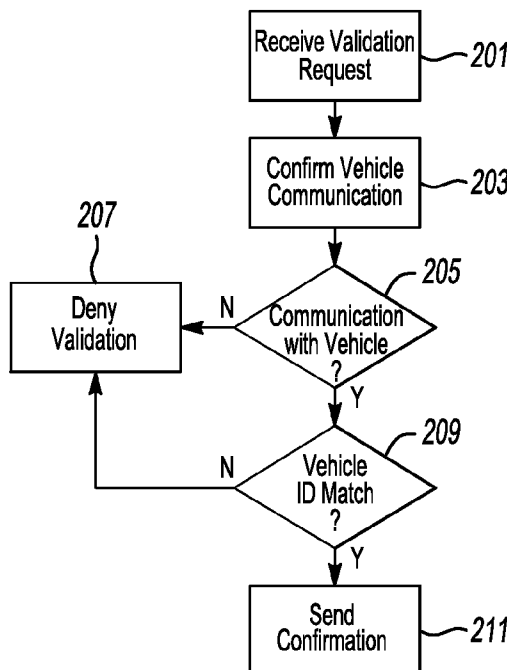 Receive Validation
Request
201
Confirm Vehicle
Communication
203
207
Deny
Validation
N
205
Communication
with Vehicle
?
Y
209
N
Vehicle
ID Match
?
Y
Send
Confirmation
211